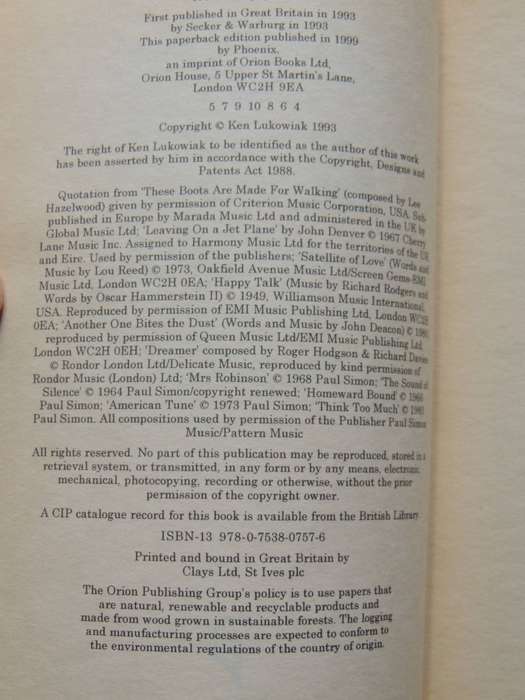 First published in Great Britain in 1993
by Secker & Warburg in 1993
This paperback edition published in 1999
by Phoenix,
an imprint of Orion Books Ltd,
Orion House, 5 Upper St Martin's Lane,
London WC2H 9EA
5 7 9 10 8 6 4
Copyright © Ken Lukowiak 1993
The right of Ken Lukowiak to be identified as the author of this work
has been asserted by him in accordance with the Copyright, Designs and
Patents Act 1988.
Quotation from 'These Boots Are Made For Walking' (composed by Lee
Hazelwood) given by permission of Criterion Music Corporation, USA. Sub-
published in Europe by Marada Music Ltd and administered in the UK by
Global Music Ltd; 'Leaving On a Jet Plane' by John Denver © 1967 Cherry
Lane Music Inc. Assigned to Harmony Music Ltd for the territories of the UK
and Eire. Used by permission of the publishers; 'Satellite of Love' (Words and
Music by Lou Reed) © 1973, Oakfield Avenue Music Ltd/Screen Gems-EMI
Music Ltd, London WC2H 0EA; 'Happy Talk' (Music by Richard Rodgers and
Words by Oscar Hammerstein II) © 1949, Williamson Music International,
USA. Reproduced by permission of EMI Music Publishing Ltd, London WC2H
0EA; 'Another One Bites the Dust' (Words and Music by John Deacon) ©
reproduced by permission of Queen Music Ltd/EMI Music Publishing Ltd,
London WC2H 0EH; 'Dreamer' composed by Roger Hodgson & Richard Davies
© Rondor London Ltd/Delicate Music, reproduced by kind permission of
Rondor Music (London) Ltd; 'Mrs Robinson' © 1968 Paul Simon; 'The Sound of
Silence' © 1964 Paul Simon/copyright renewed; 'Homeward Bound' © 1966
Paul Simon; 'American Tune' © 1973 Paul Simon; 'Think Too Much' ©
Paul Simon. All compositions used by permission of the Publisher Paul Simon
Music/Pattern Music
All rights reserved. No part of this publication may be reproduced, stored in a
retrieval system, or transmitted, in any form or by any means, electronic,
mechanical, photocopying, recording or otherwise, without the prior
permission of the copyright owner.
A CIP catalogue record for this book is available from the British Library
ISBN-13 978-0-7538-0757-6
Printed and bound in Great Britain by
Clays Ltd, St Ives plc
The Orion Publishing Group's policy is to use papers that
are natural, renewable and recyclable products and
made from wood grown in sustainable forests. The logging
and manufacturing processes are expected to conform to
the environmental regulations of the country of origin.